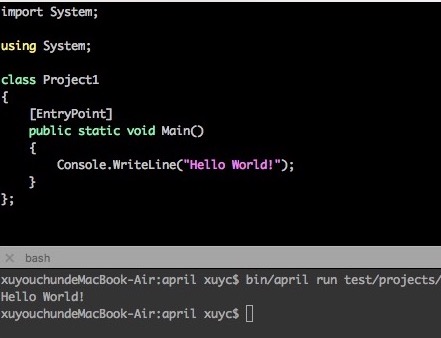 import System;
using System;
class Project1
{
[EntryPoint]
public static void Main()
{
Console.WriteLine("Hello World!");
}
};
× bash
xuyouchundeMacBook-Air:april xuyc$ bin/april run test/projects/
Hello World!
xuyouchundeMacBook-Air:april xuyc$